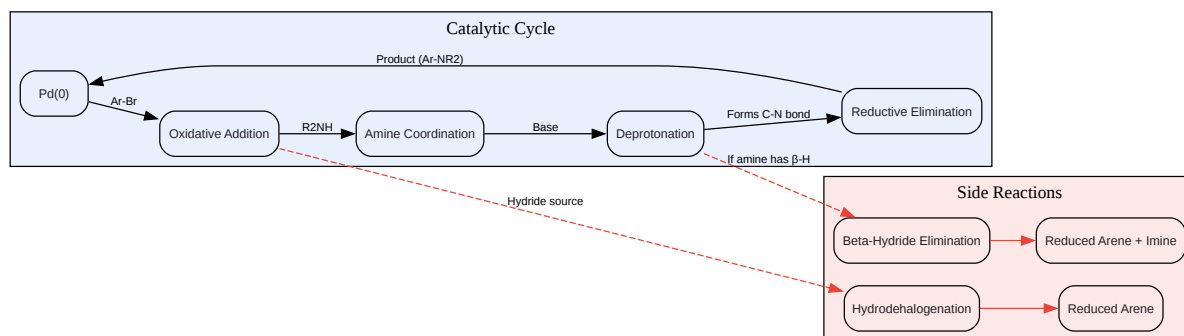 Catalytic Cycle
Product (Ar-NR2)
Pd(0)
Ar-Br
Oxidative Addition
R2NH
Amine Coordination
Base
Deprotonation
Forms C-N bond
Reductive Elimination
If amine has β-H
Hydride source
Side Reactions
Beta-Hydride Elimination
Reduced Arene + Imine
Hydrodehalogenation
Reduced Arene